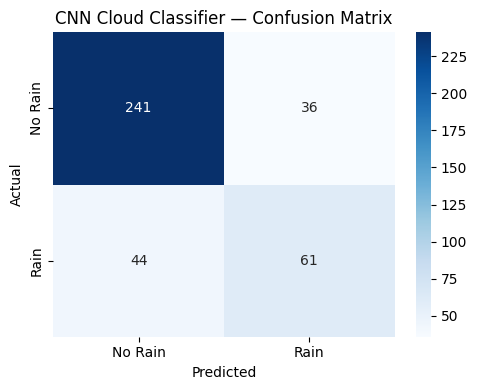 CNN Cloud Classifier — Confusion Matrix
No Rain
241
36
Rain
44
61
Actual
No Rain
Rain
Predicted
225
200
175
150
125
100
75
50